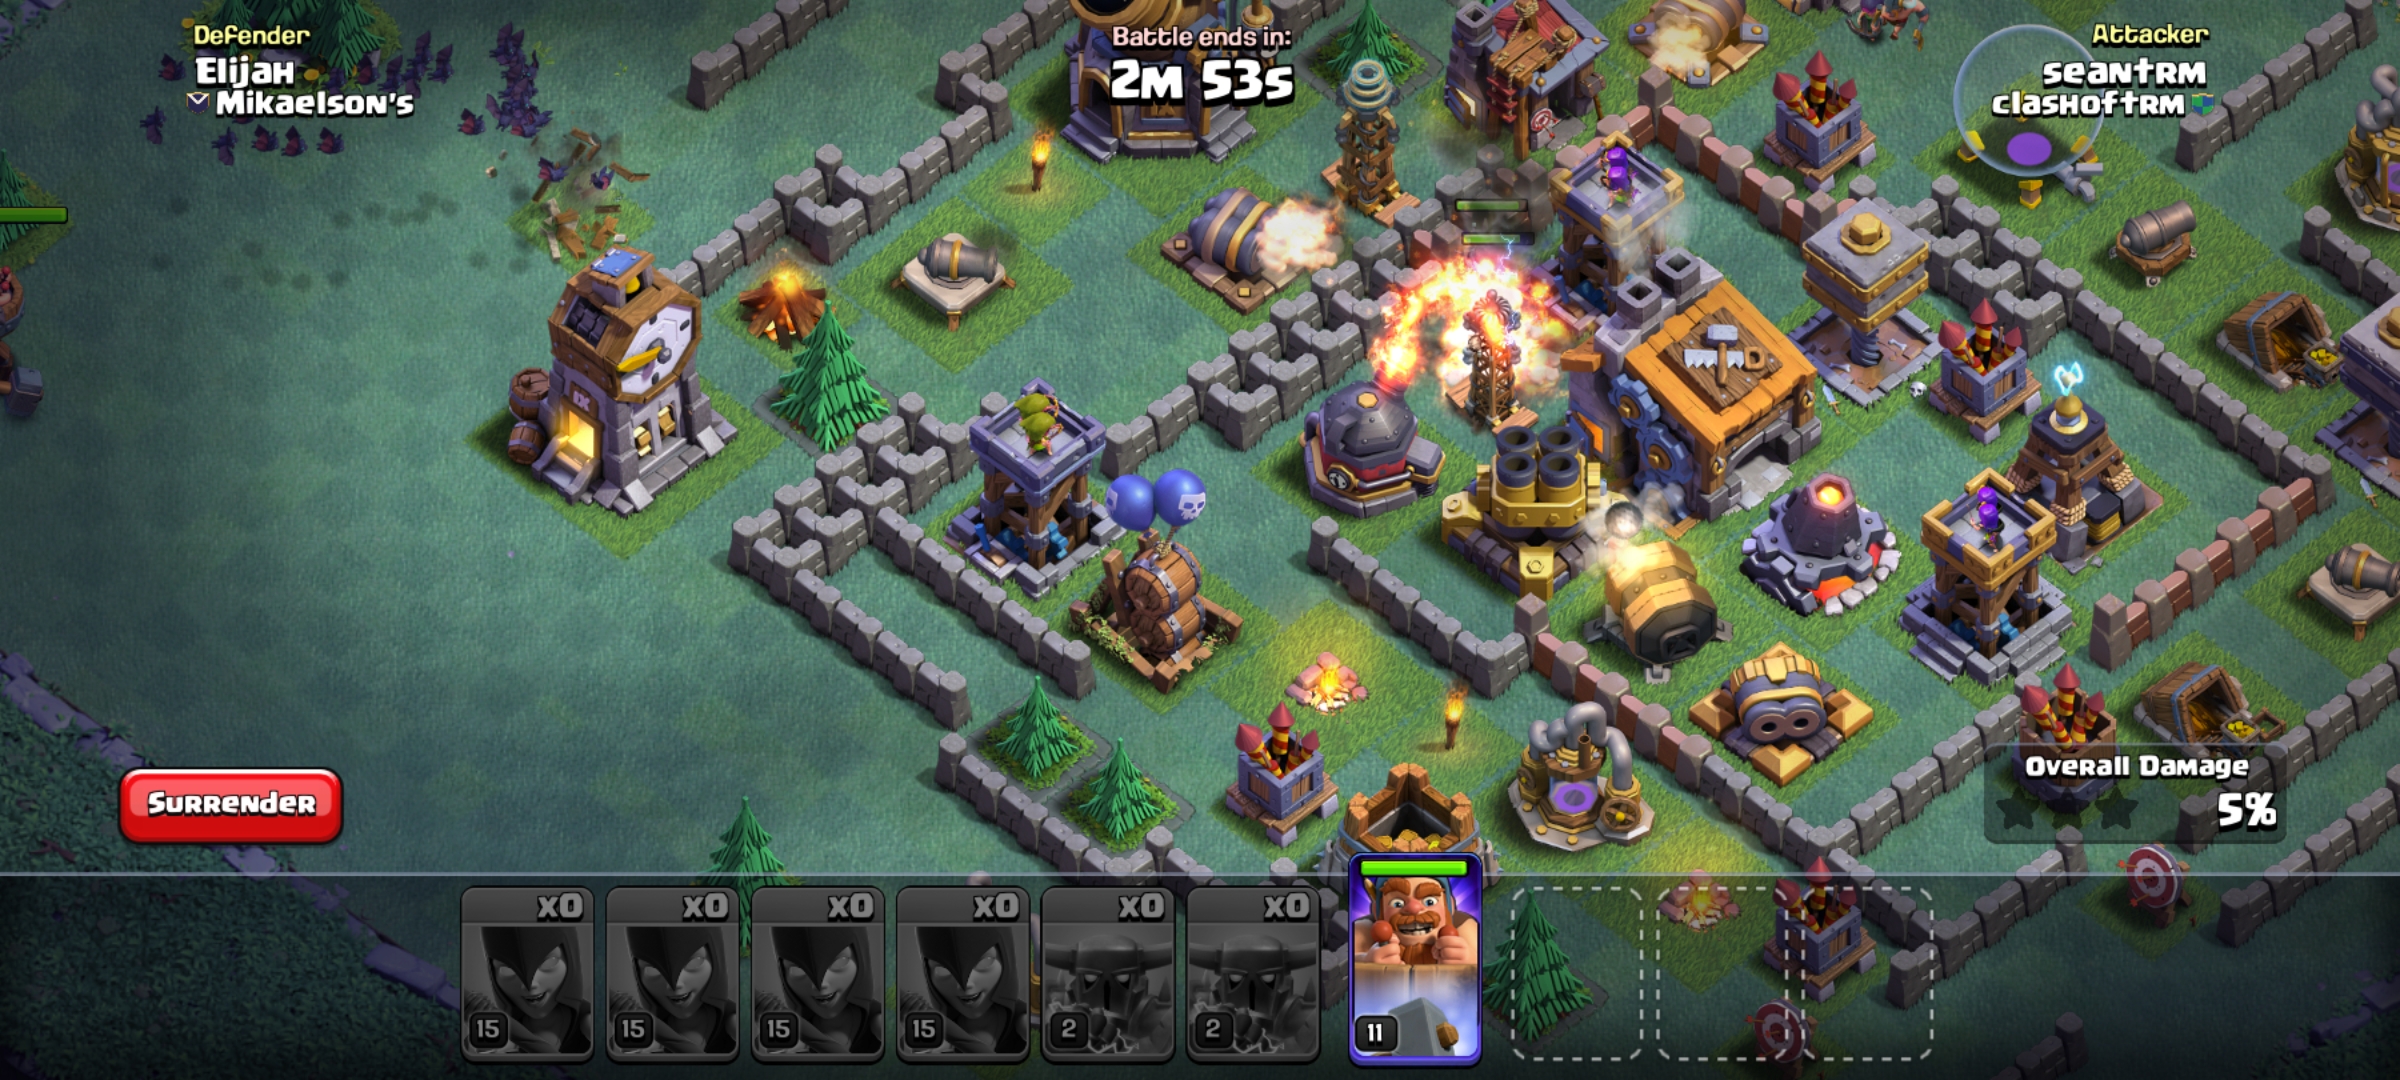 Defender
Elijah
Mikaelson's
Battle ends in:
2M 53s
Attacker
seantrm
clashoftrm
IX
Surrender
Overall Damage
5%
x0
x0
x0
x0
x0
x0
15
15
15
15
2
2
11